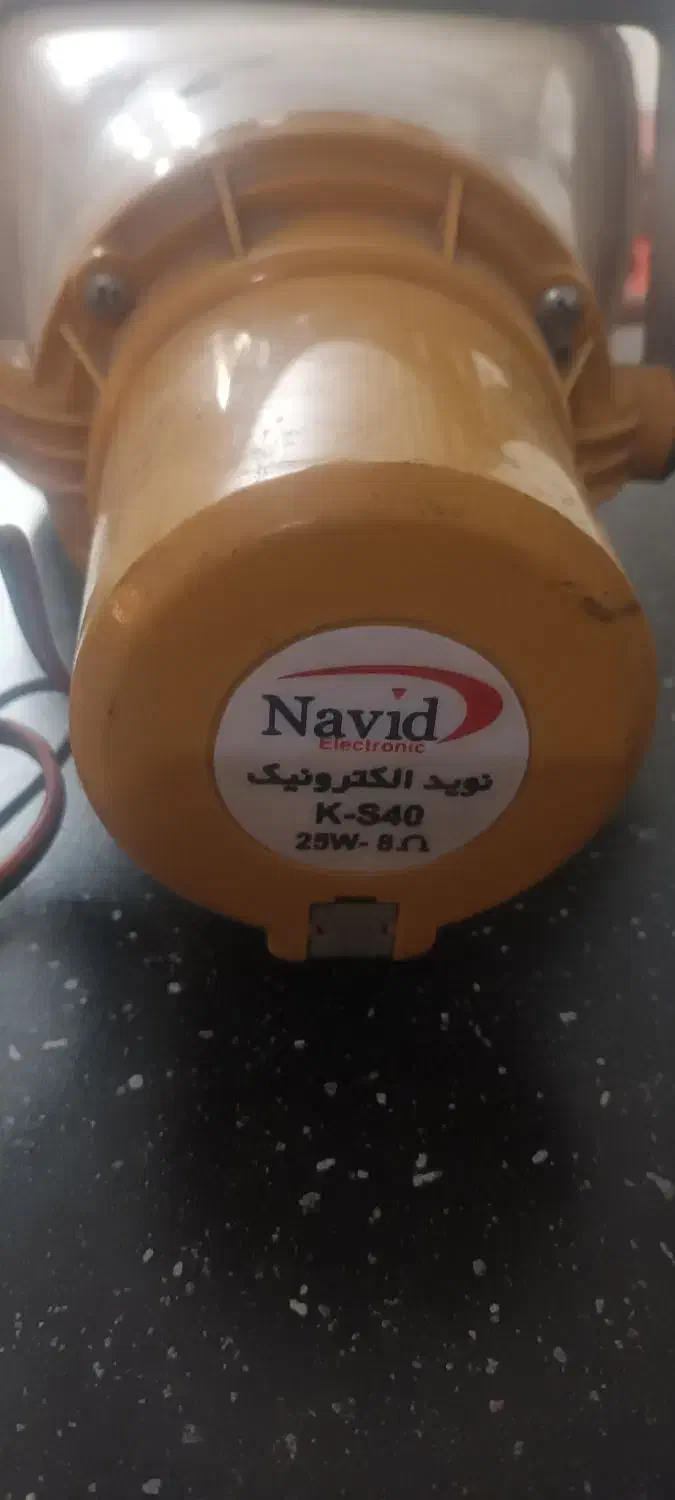 Navid
Electronic
نوید الکترونیک
K-S40
25W- 8Ω